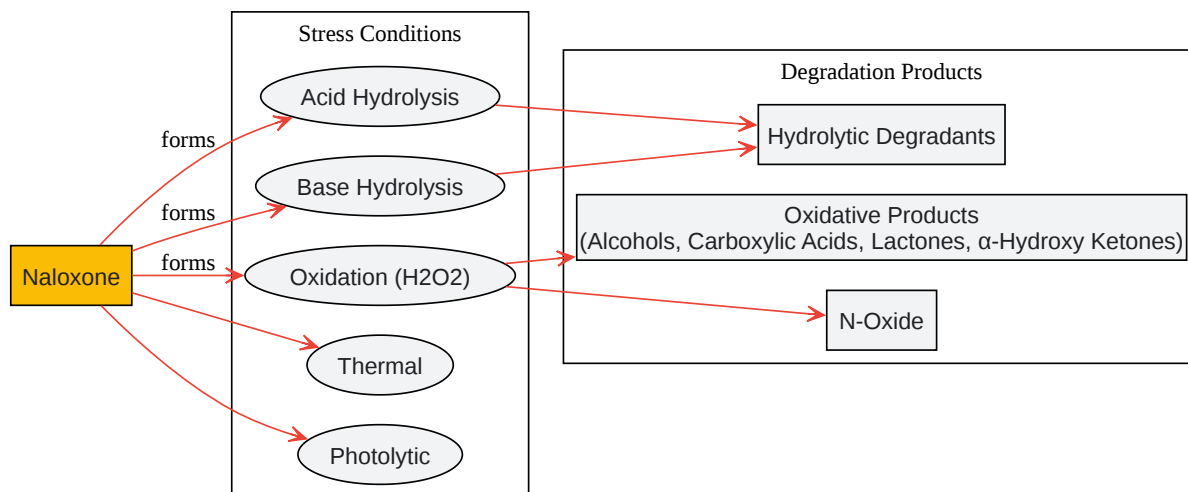 Stress Conditions
Degradation Products
Acid Hydrolysis
forms
Hydrolytic Degradants
Base Hydrolysis
forms
Oxidative Products
(Alcohols, Carboxylic Acids, Lactones, α-Hydroxy Ketones)
forms
Naloxone
Oxidation (H2O2)
N-Oxide
Thermal
Photolytic